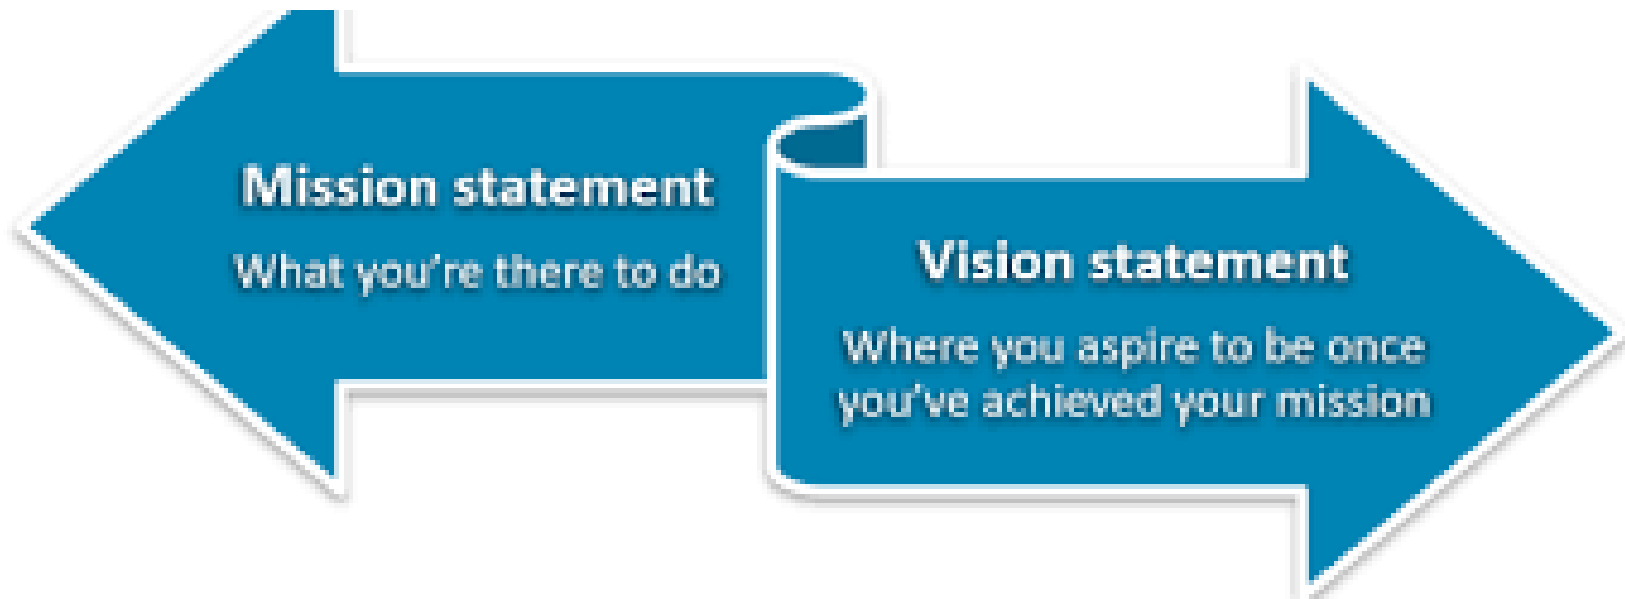 Mission statement
What you're there to do
Vision statement
Where you aspire to be once
you've achieved your mission